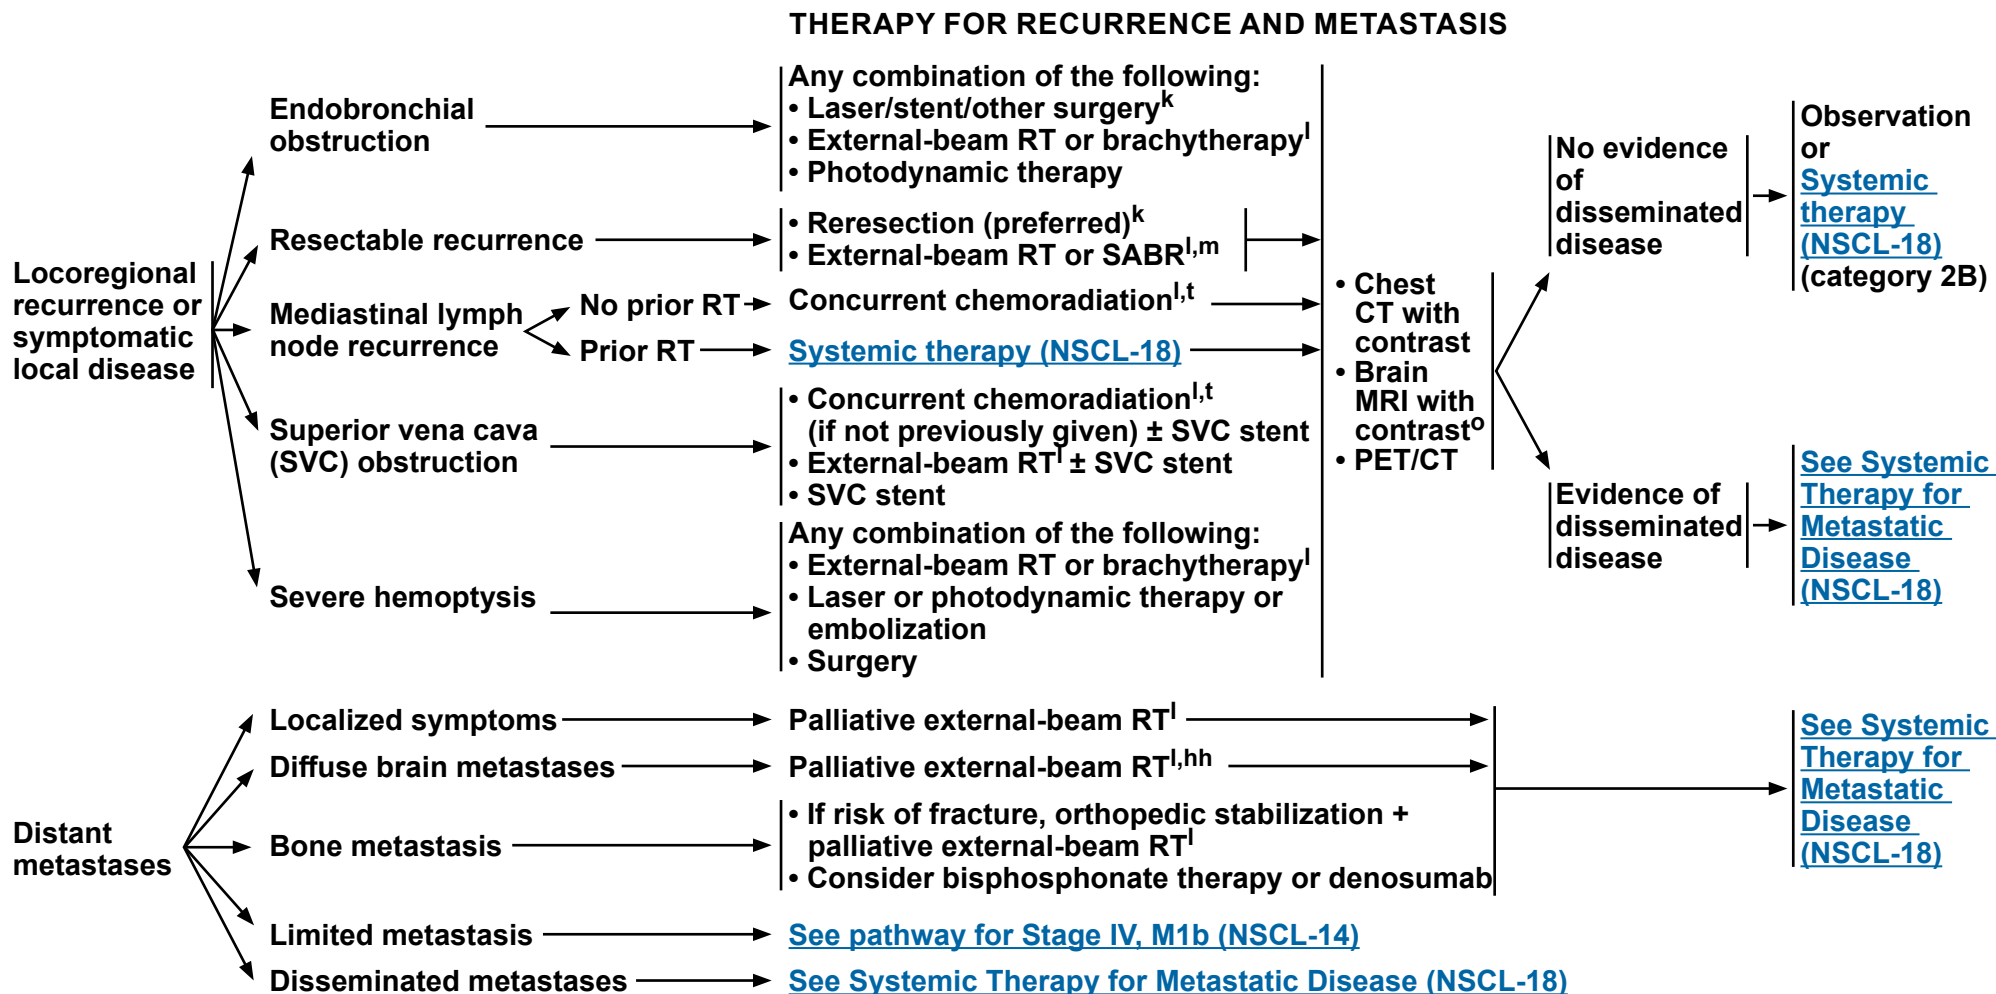 THERAPY FOR RECURRENCE AND METASTASIS
Locoregional
recurrence or
symptomatic
local disease
Endobronchial
obstruction
Any combination of the following:
• Laser/stent/other surgeryk
• External-beam RT or brachytherapyl
• Photodynamic therapy
Resectable recurrence
• Reresection (preferred)k
• External-beam RT or SABRl,m
Mediastinal lymph
node recurrence
No prior RT
Concurrent chemoradiationl,t
Prior RT
Systemic therapy (NSCL-18)
Superior vena cava
(SVC) obstruction
• Concurrent chemoradiationl,t
(if not previously given) ± SVC stent
• External-beam RTl ± SVC stent
• SVC stent
Severe hemoptysis
Any combination of the following:
• External-beam RT or brachytherapyl
• Laser or photodynamic therapy or
embolization
• Surgery
• Chest
CT with
contrast
• Brain
MRI with
contrasto
• PET/CT
No evidence
of
disseminated
disease
Observation
or
Systemic
therapy
(NSCL-18)
(category 2B)
Evidence of
disseminated
disease
See Systemic
Therapy for
Metastatic
Disease
(NSCL-18)
Distant
metastases
Localized symptoms
Palliative external-beam RTl
Diffuse brain metastases
Palliative external-beam RTl,hh
Bone metastasis
• If risk of fracture, orthopedic stabilization +
palliative external-beam RTl
• Consider bisphosphonate therapy or denosumab
See Systemic
Therapy for
Metastatic
Disease
(NSCL-18)
Limited metastasis
See pathway for Stage IV, M1b (NSCL-14)
Disseminated metastases
See Systemic Therapy for Metastatic Disease (NSCL-18)